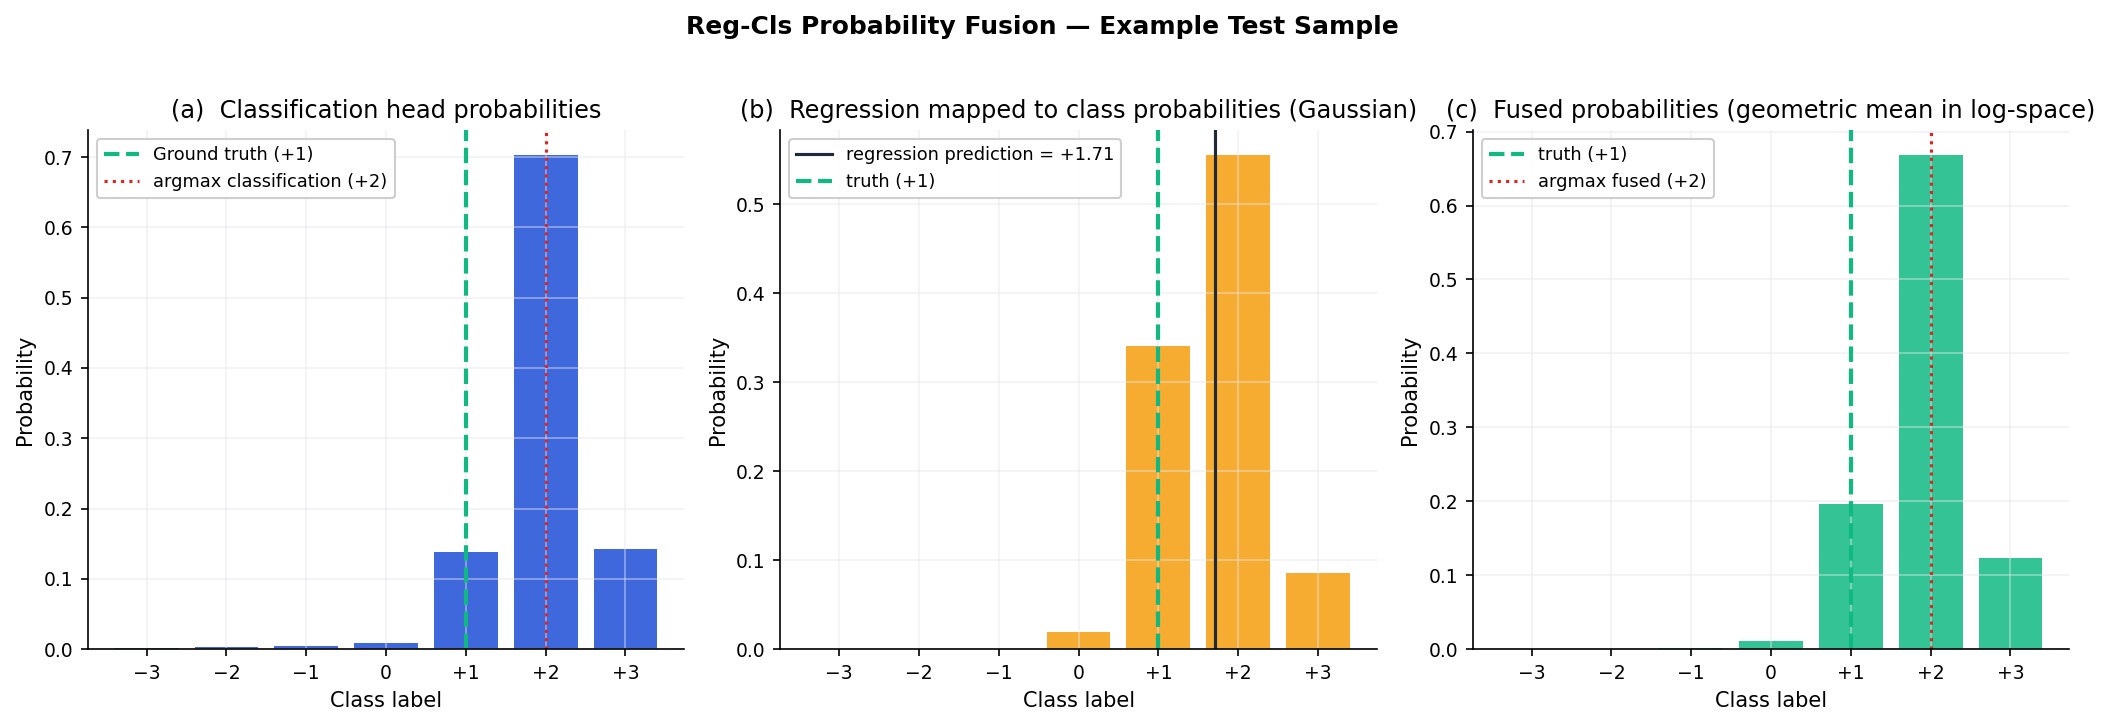 Reg-Cls Probability Fusion — Example Test Sample
(a)  Classification head probabilities
Ground truth (+1)
argmax classification (+2)
Probability
0.7
0.6
0.5
0.4
0.3
0.2
0.1
0.0
−3 −2 −1 0 +1 +2 +3
Class label
(b)  Regression mapped to class probabilities (Gaussian)
regression prediction = +1.71
truth (+1)
Probability
0.5
0.4
0.3
0.2
0.1
0.0
−3 −2 −1 0 +1 +2 +3
Class label
(c)  Fused probabilities (geometric mean in log-space)
truth (+1)
argmax fused (+2)
Probability
0.7
0.6
0.5
0.4
0.3
0.2
0.1
0.0
−3 −2 −1 0 +1 +2 +3
Class label